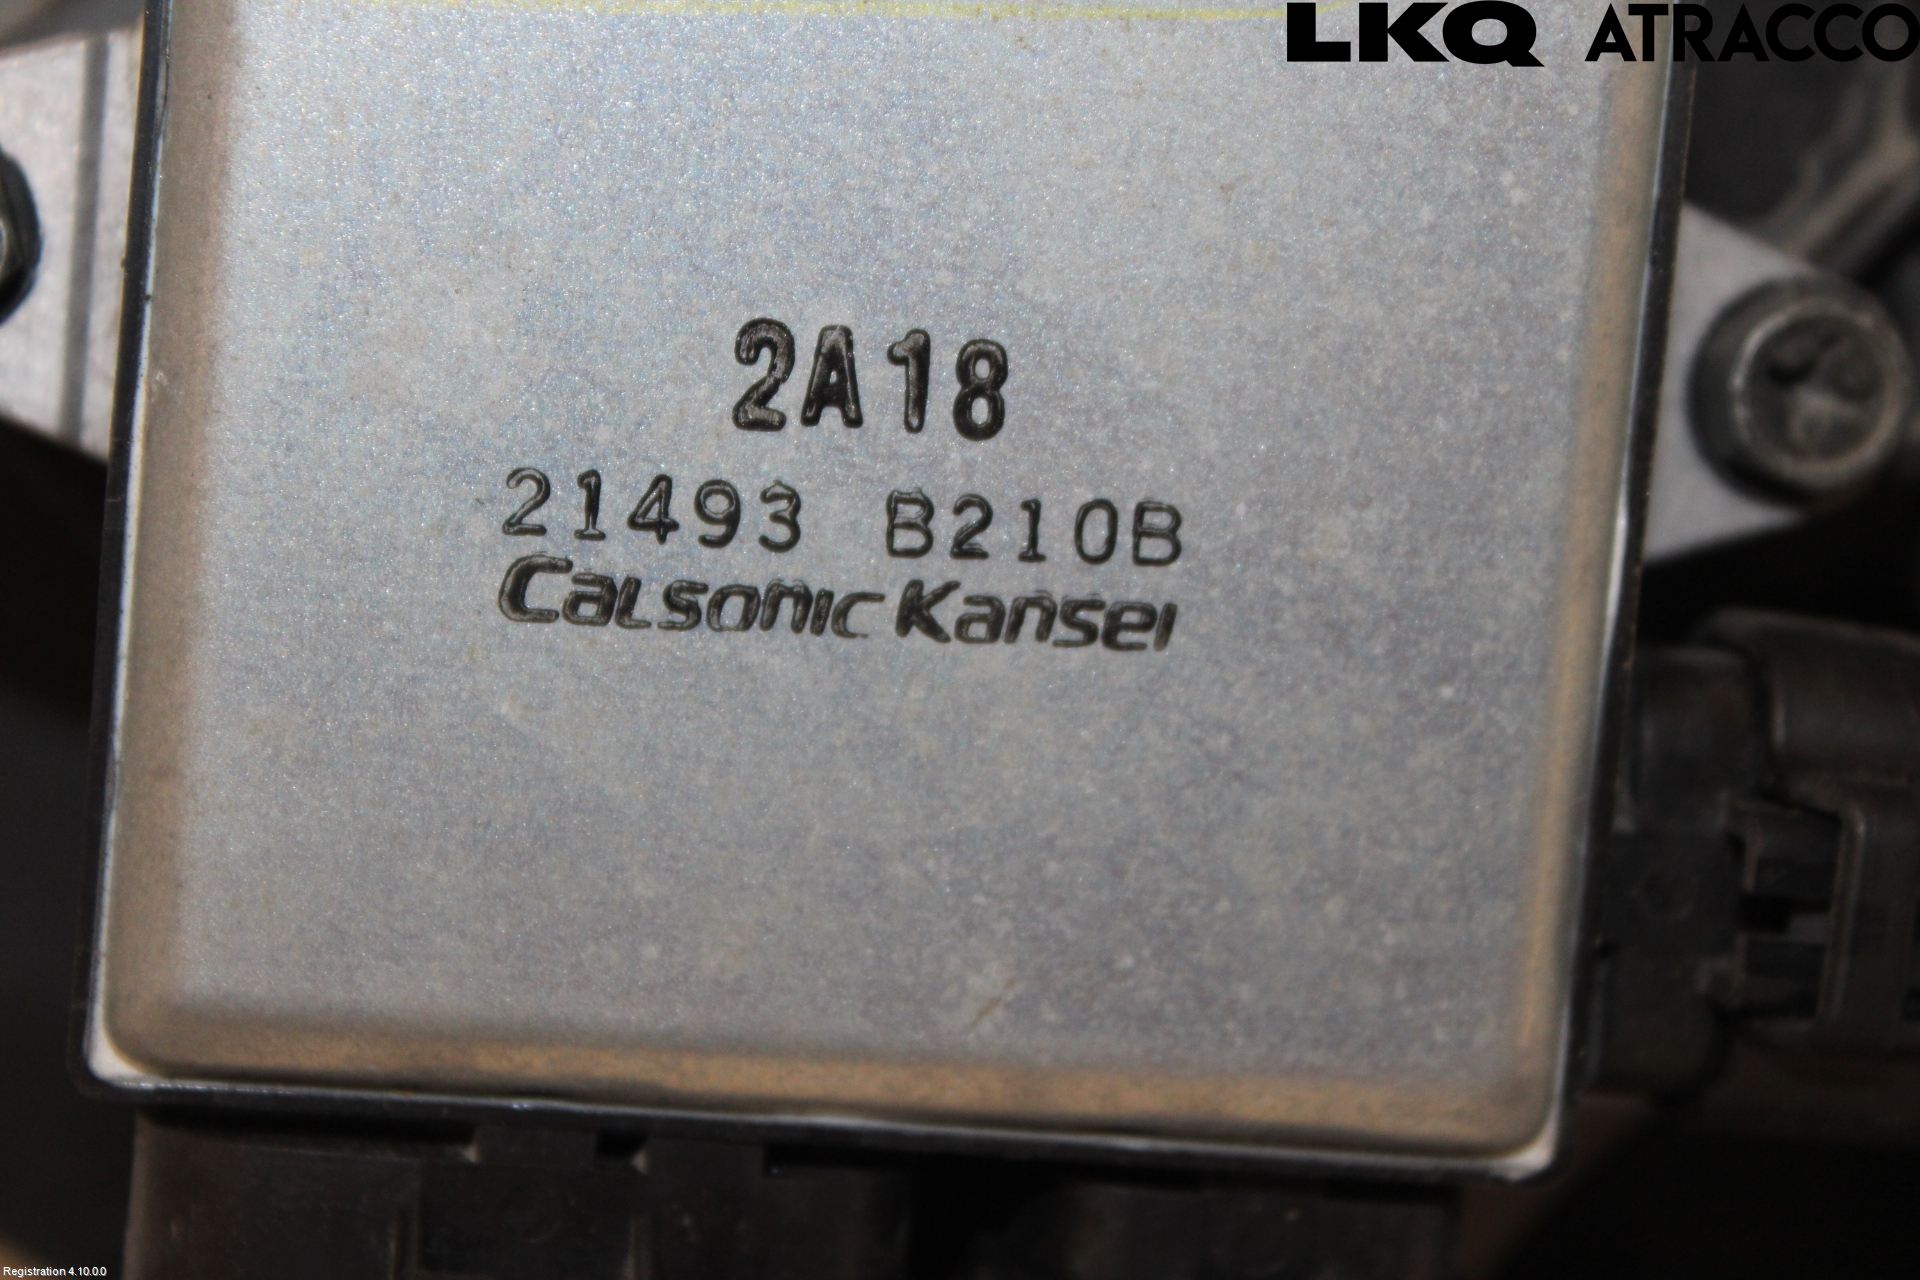 LKQ ATRACCO
2A18
21493 B210B
CALSONIC KANSEI
Registration 4.10.0.0